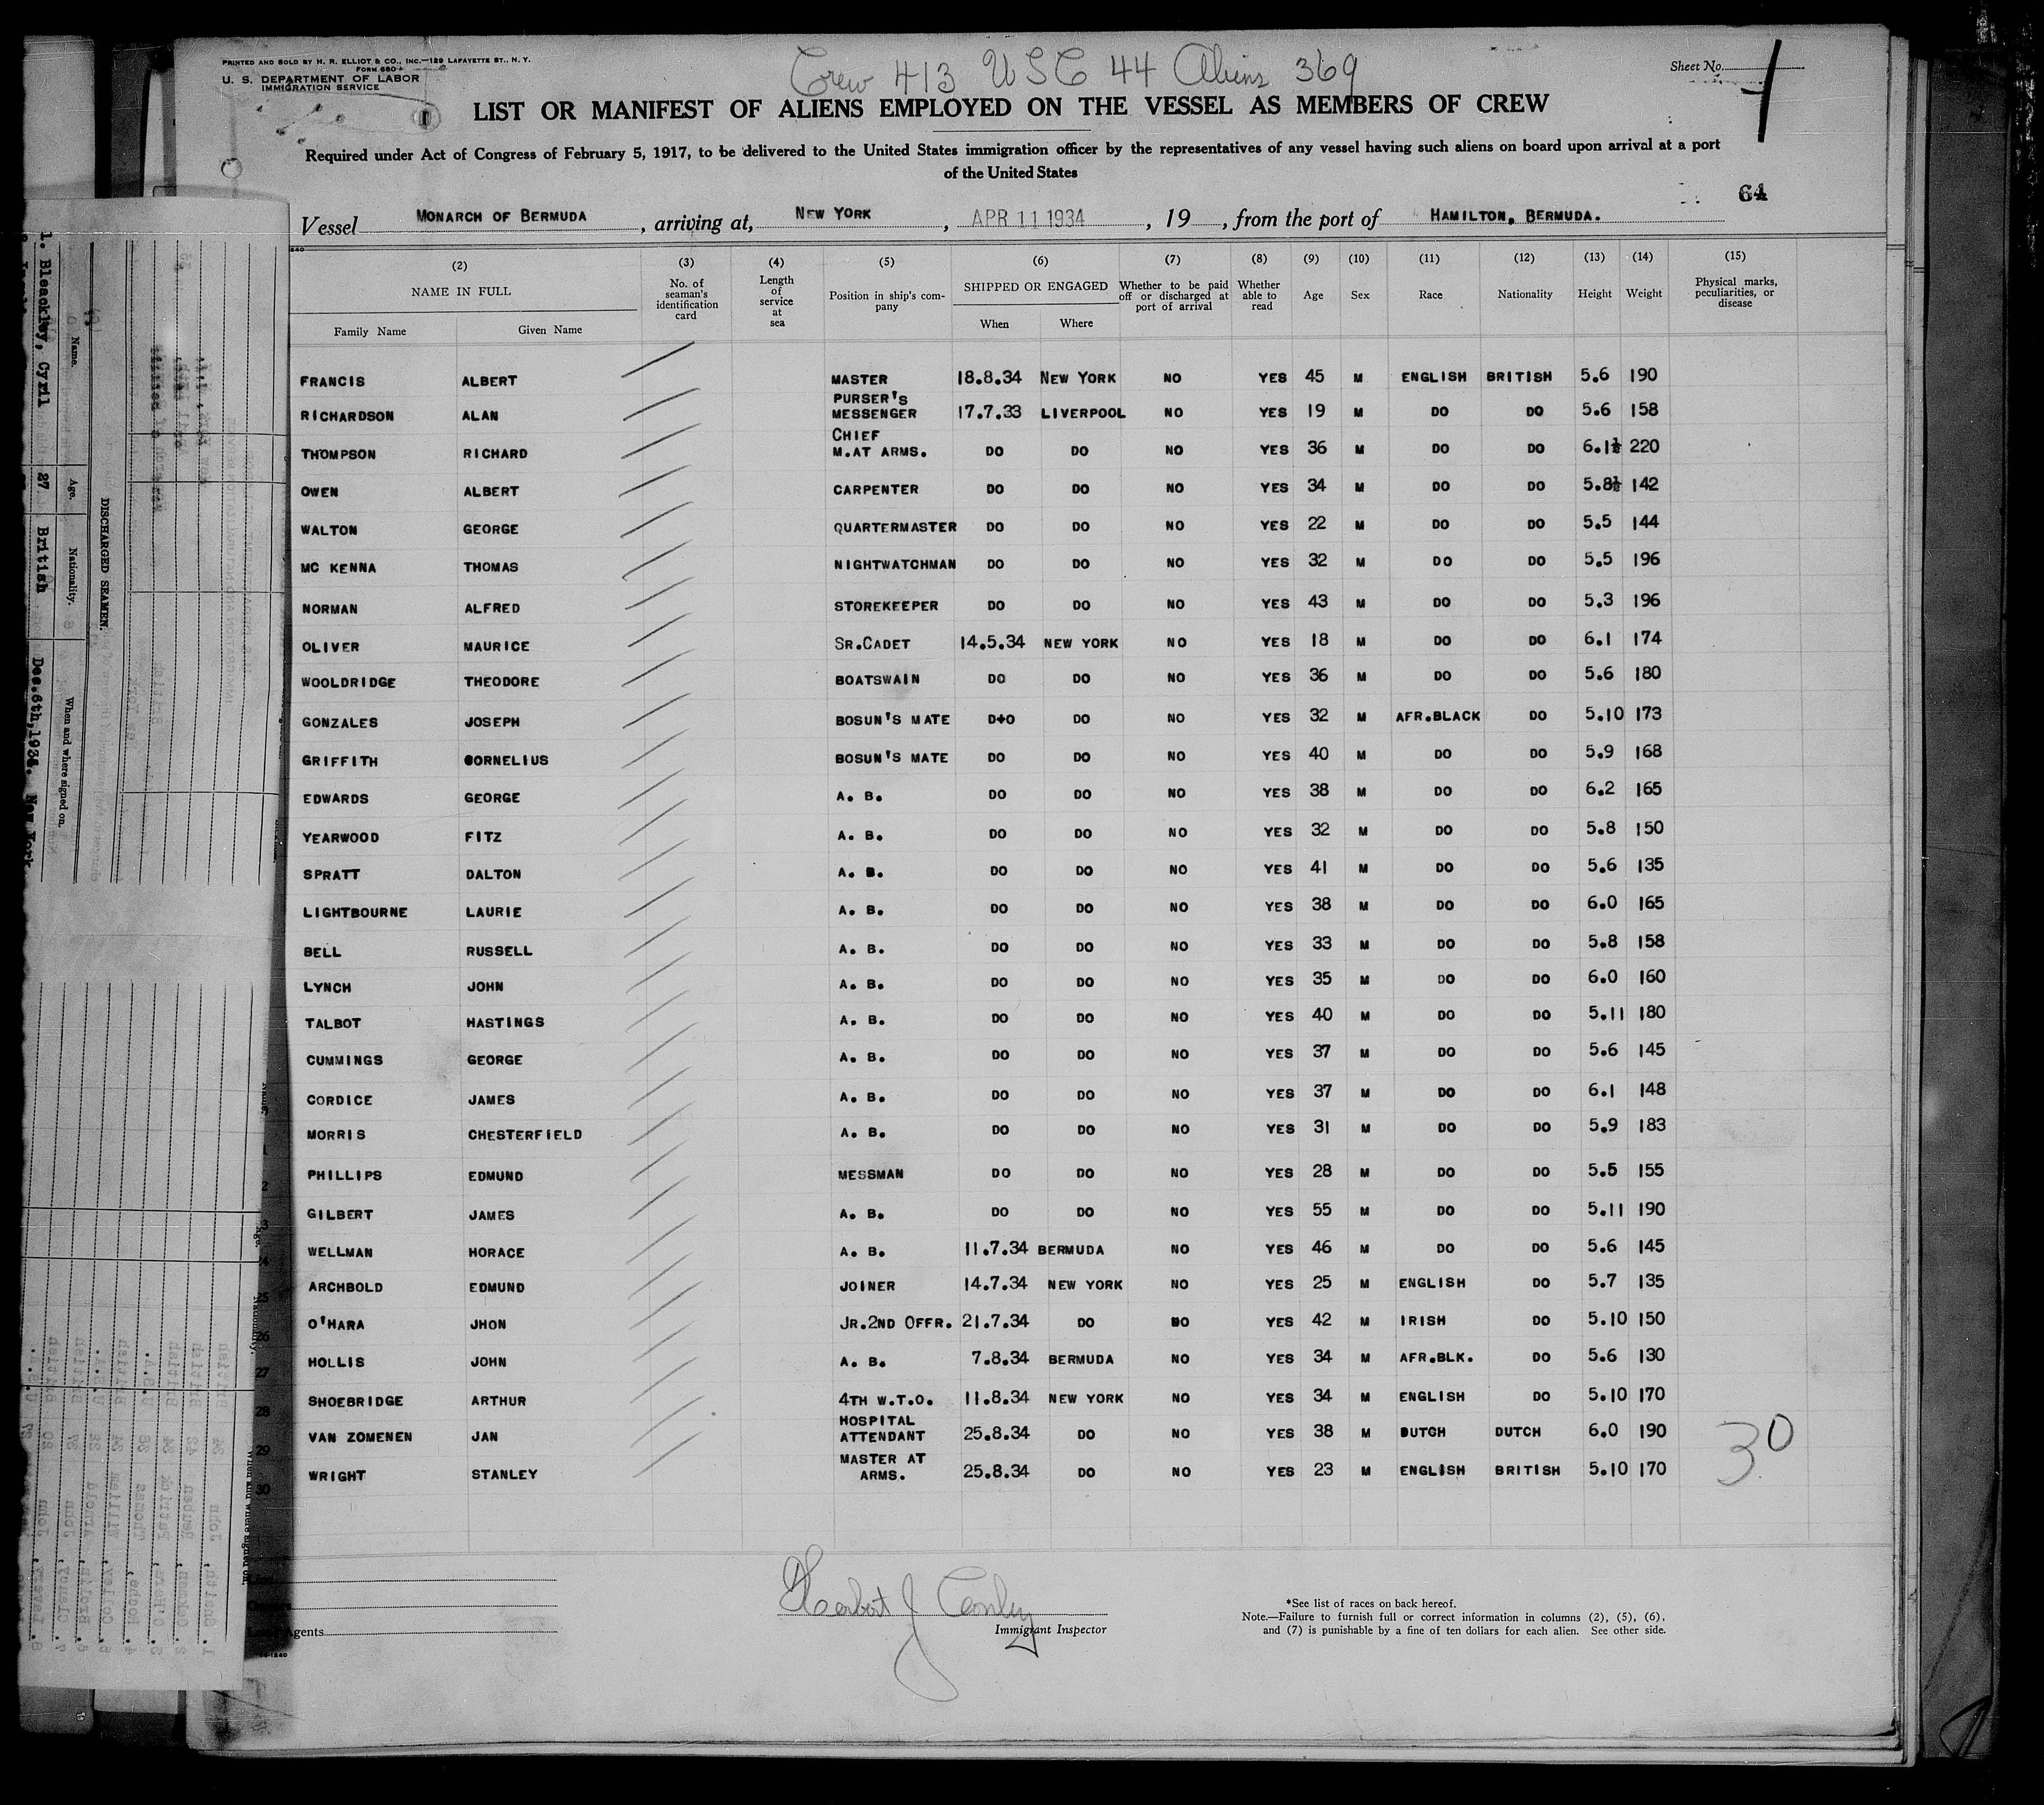 PRINTED AND SOLD BY H. R. ELLIOT & CO., INC.—129 LAFAYETTE ST., N. Y.
FORM 680
U. S. DEPARTMENT OF LABOR
IMMIGRATION SERVICE
Crew 413 USC 44 Aliens 369
Sheet No. 1
LIST OR MANIFEST OF ALIENS EMPLOYED ON THE VESSEL AS MEMBERS OF CREW
Required under Act of Congress of February 5, 1917, to be delivered to the United States immigration officer by the representatives of any vessel having such aliens on board upon arrival at a port
of the United States
64
Vessel MONARCH OF BERMUDA, arriving at, NEW YORK, APR 11 1934, 19 , from the port of HAMILTON, BERMUDA.
(2) (3) (4) (5) (6) (7) (8) (9) (10) (11) (12) (13) (14) (15)
NAME IN FULL No. of seaman's identification card Length of service at sea Position in ship's company SHIPPED OR ENGAGED Whether to be paid off or discharged at port of arrival Whether able to read Age Sex Race Nationality Height Weight Physical marks, peculiarities, or disease
Family Name Given Name When Where
FRANCIS ALBERT MASTER 18.8.34 NEW YORK NO YES 45 M ENGLISH BRITISH 5.6 190
RICHARDSON ALAN PURSER'S MESSENGER 17.7.33 LIVERPOOL NO YES 19 M DO DO 5.6 158
THOMPSON RICHARD CHIEF M.AT ARMS. DO DO NO YES 36 M DO DO 6.1½ 220
OWEN ALBERT CARPENTER DO DO NO YES 34 M DO DO 5.8½ 142
WALTON GEORGE QUARTERMASTER DO DO NO YES 22 M DO DO 5.5 144
MC KENNA THOMAS NIGHTWATCHMAN DO DO NO YES 32 M DO DO 5.5 196
NORMAN ALFRED STOREKEEPER DO DO NO YES 43 M DO DO 5.3 196
OLIVER MAURICE SR.CADET 14.5.34 NEW YORK NO YES 18 M DO DO 6.1 174
WOOLDRIDGE THEODORE BOATSWAIN DO DO NO YES 36 M DO DO 5.6 180
GONZALES JOSEPH BOSUN'S MATE D+O DO NO YES 32 M AFR.BLACK DO 5.10 173
GRIFFITH CORNELIUS BOSUN'S MATE DO DO NO YES 40 M DO DO 5.9 168
EDWARDS GEORGE A. B. DO DO NO YES 38 M DO DO 6.2 165
YEARWOOD FITZ A. B. DO DO NO YES 32 M DO DO 5.8 150
SPRATT DALTON A. B. DO DO NO YES 41 M DO DO 5.6 135
LIGHTBOURNE LAURIE A. B. DO DO NO YES 38 M DO DO 6.0 165
BELL RUSSELL A. B. DO DO NO YES 33 M DO DO 5.8 158
LYNCH JOHN A. B. DO DO NO YES 35 M DO DO 6.0 160
TALBOT HASTINGS A. B. DO DO NO YES 40 M DO DO 5.11 180
CUMMINGS GEORGE A. B. DO DO NO YES 37 M DO DO 5.6 145
CORDICE JAMES A. B. DO DO NO YES 37 M DO DO 6.1 148
MORRIS CHESTERFIELD A. B. DO DO NO YES 31 M DO DO 5.9 183
PHILLIPS EDMUND MESSMAN DO DO NO YES 28 M DO DO 5.5 155
GILBERT JAMES A. B. DO DO NO YES 55 M DO DO 5.11 190
WELLMAN HORACE A. B. 11.7.34 BERMUDA NO YES 46 M DO DO 5.6 145
25 ARCHBOLD EDMUND JOINER 14.7.34 NEW YORK NO YES 25 M ENGLISH DO 5.7 135
26 O'HARA JHON JR.2ND OFFR. 21.7.34 DO NO YES 42 M IRISH DO 5.10 150
27 HOLLIS JOHN A. B. 7.8.34 BERMUDA NO YES 34 M AFR.BLK. DO 5.6 130
28 SHOEBRIDGE ARTHUR 4TH W.T.O. 11.8.34 NEW YORK NO YES 34 M ENGLISH DO 5.10 170
29 VAN ZOMENEN JAN HOSPITAL ATTENDANT 25.8.34 DO NO YES 38 M DUTCH DUTCH 6.0 190
30 WRIGHT STANLEY MASTER AT ARMS. 25.8.34 DO NO YES 23 M ENGLISH BRITISH 5.10 170
30
Herbert J Conley
Immigrant Inspector
Agents
*See list of races on back hereof.
Note.—Failure to furnish full or correct information in columns (2), (5), (6),
and (7) is punishable by a fine of ten dollars for each alien. See other side.
DISCHARGED SEAMEN.
Name. Age. Nationality. When and where signed on.
1. Bleackley, Cyril 27 British Dec.6th,1934. New York